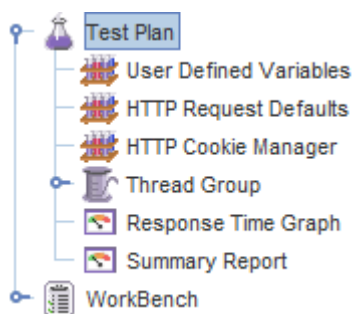 Test Plan
User Defined Variables
HTTP Request Defaults
HTTP Cookie Manager
Thread Group
Response Time Graph
Summary Report
WorkBench